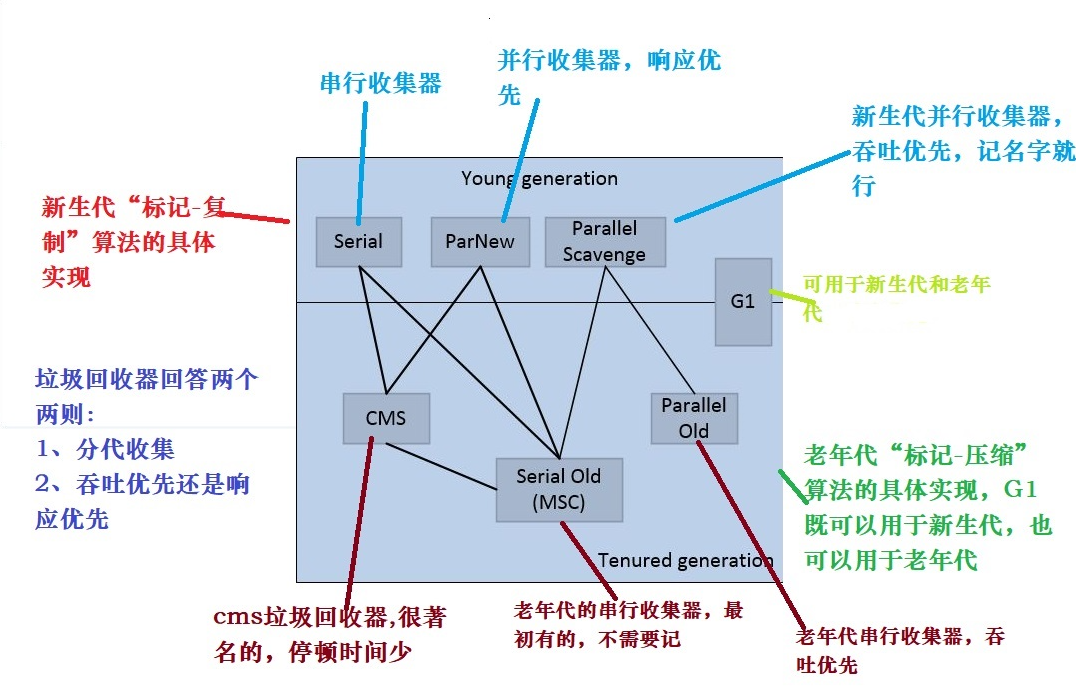 串行收集器
并行收集器，响应优
先
新生代并行收集器，
吞吐优先，记名字就
行
Young generation
新生代“标记-复
制”算法的具体
实现
Serial
ParNew
Parallel
Scavenge
G1
可用于新生代和老年
代
垃圾回收器回答两个
两则：
1、分代收集
2、吞吐优先还是响
应优先
CMS
Parallel
Old
Serial Old
(MSC)
老年代“标记-压缩”
算法的具体实现，G1
既可以用于新生代，也
可以用于老年代
Tenured generation
cms垃圾回收器,很著
名的，停顿时间少
老年代的串行收集器，最
初有的，不需要记
老年代串行收集器，吞
吐优先